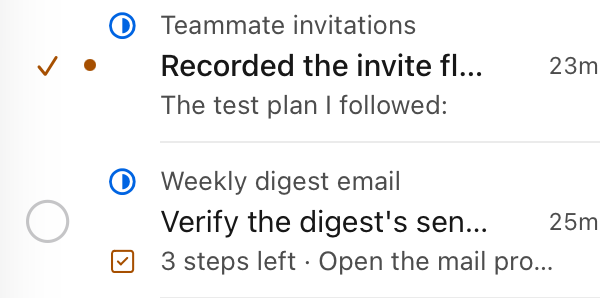 Teammate invitations
Recorded the invite fl...
23m
The test plan I followed:
Weekly digest email
Verify the digest's sen...
25m
3 steps left · Open the mail pro...